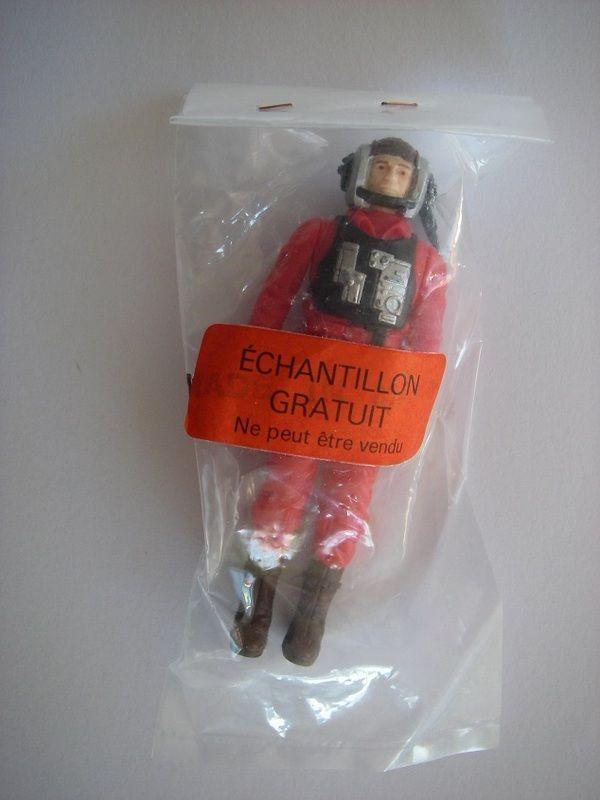 ÉCHANTILLON
GRATUIT
Ne peut être vendu